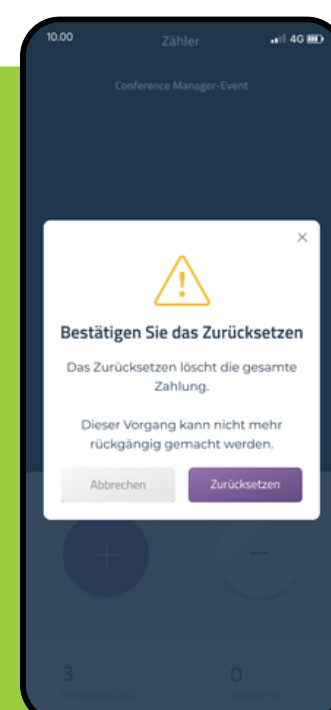 10.00
Zähler
4G
Conference Manager-Event
Bestätigen Sie das Zurücksetzen
Das Zurücksetzen löscht die gesamte
Zahlung.
Dieser Vorgang kann nicht mehr
rückgängig gemacht werden.
Abbrechen
Zurücksetzen
3
0